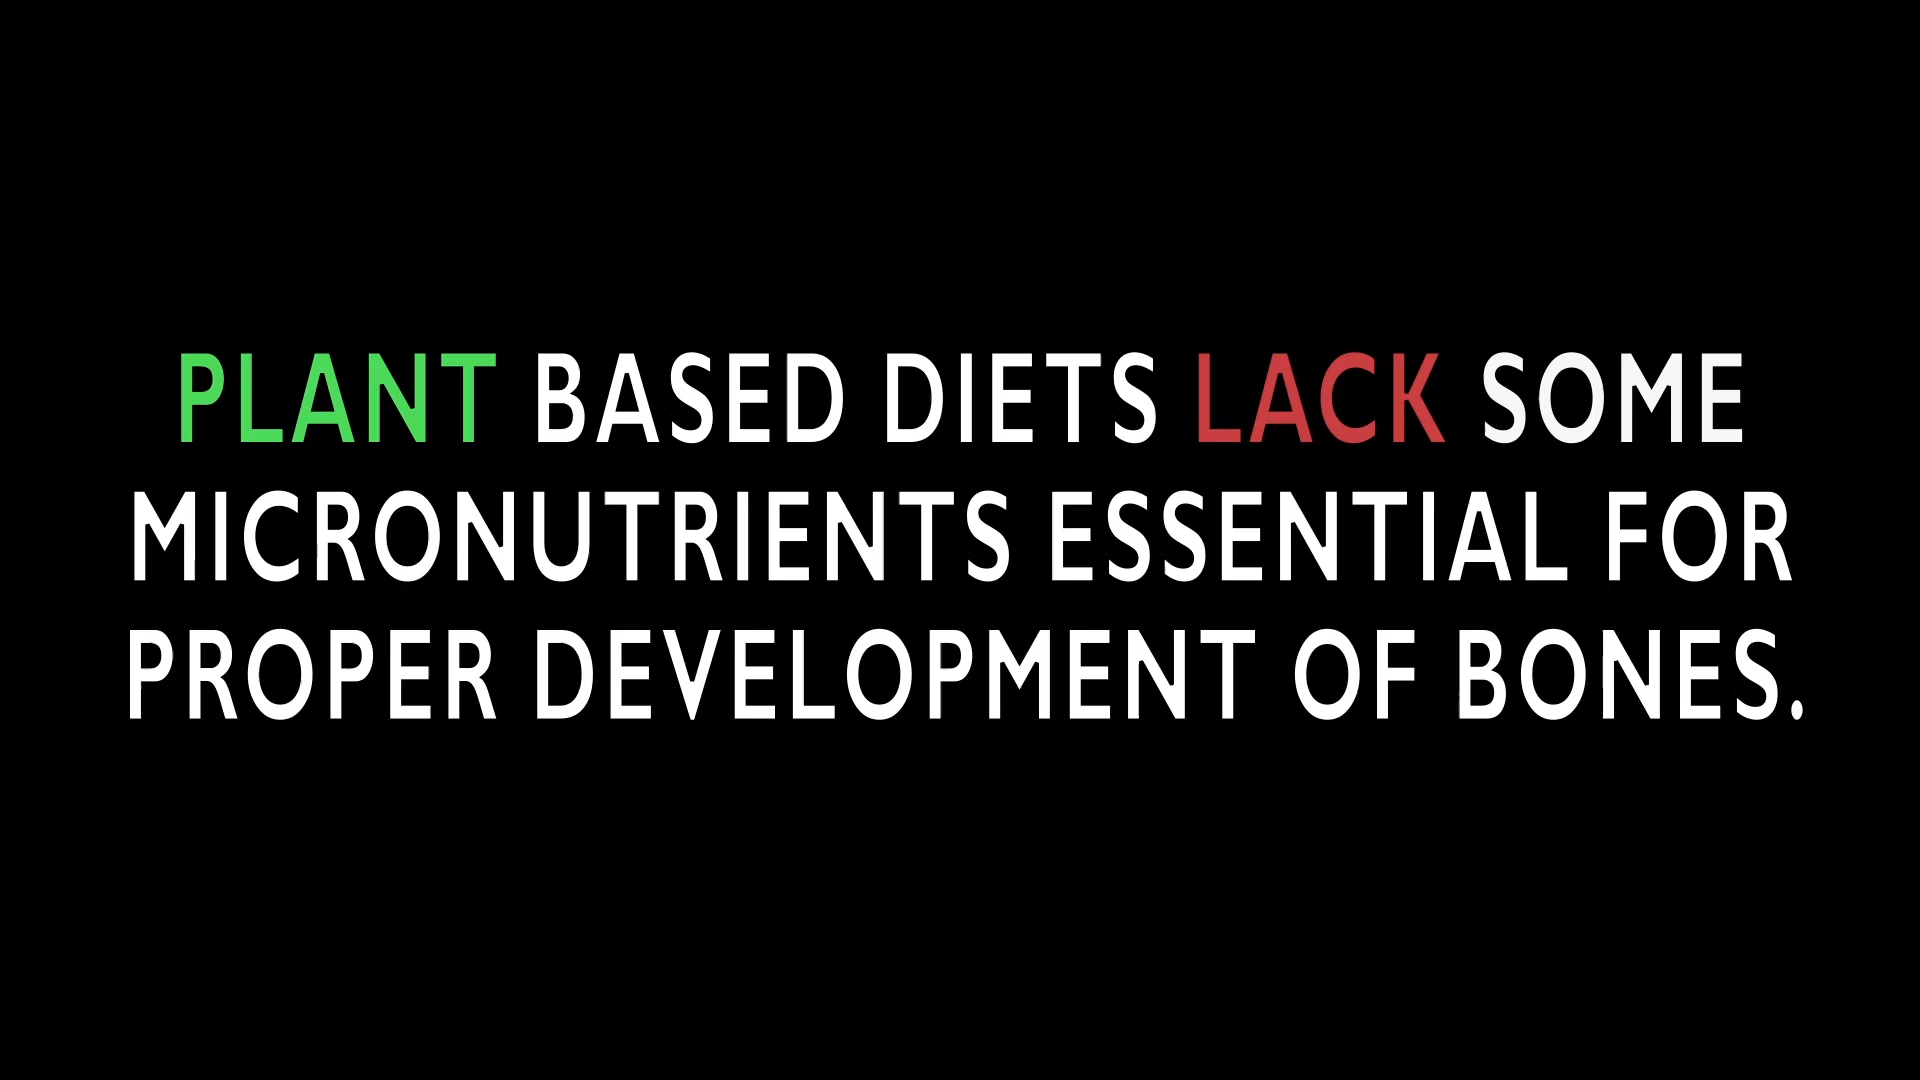 PLANT BASED DIETS LACK SOME
MICRONUTRIENTS ESSENTIAL FOR
PROPER DEVELOPMENT OF BONES.